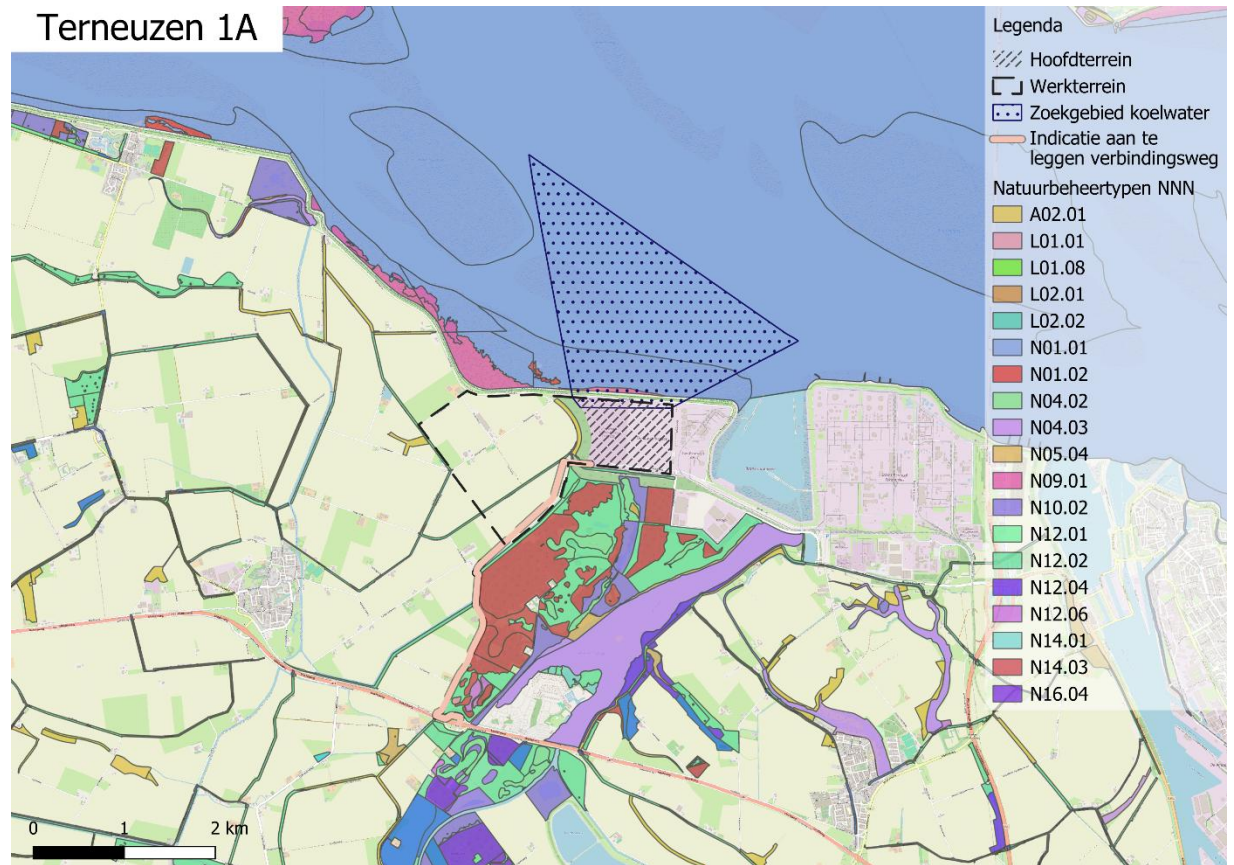 Terneuzen 1A
Legenda
Hoofdterrein
Werkterrein
Zoekgebied koelwater
Indicatie aan te
leggen verbindingsweg
Natuurbeheertypen NNN
A02.01
L01.01
L01.08
L02.01
L02.02
N01.01
N01.02
N04.02
N04.03
N05.04
N09.01
N10.02
N12.01
N12.02
N12.04
N12.06
N14.01
N14.03
N16.04
0 1 2 km